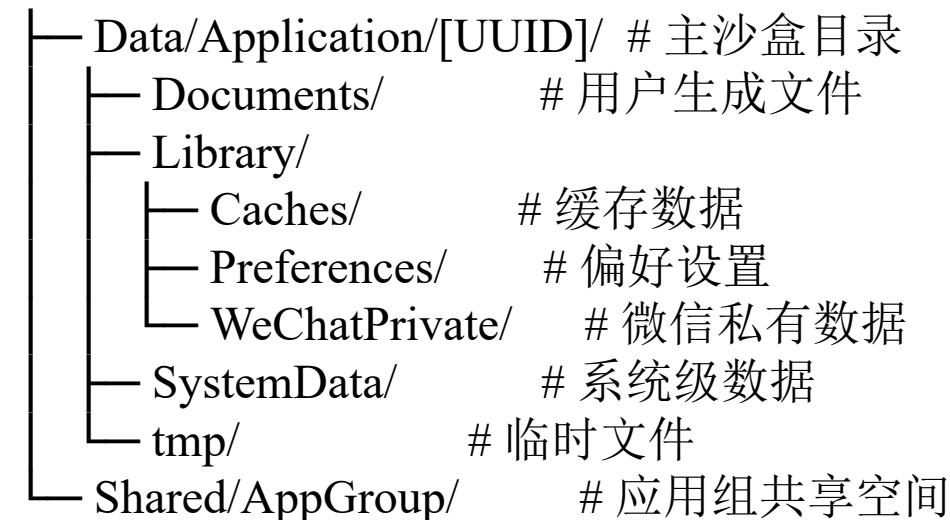 ├── Data/Application/[UUID]/ # 主沙盒目录
│ ├── Documents/ # 用户生成文件
│ ├── Library/
│ │ ├── Caches/ # 缓存数据
│ │ ├── Preferences/ # 偏好设置
│ │ └── WeChatPrivate/ # 微信私有数据
│ ├── SystemData/ # 系统级数据
│ └── tmp/ # 临时文件
└── Shared/AppGroup/ # 应用组共享空间